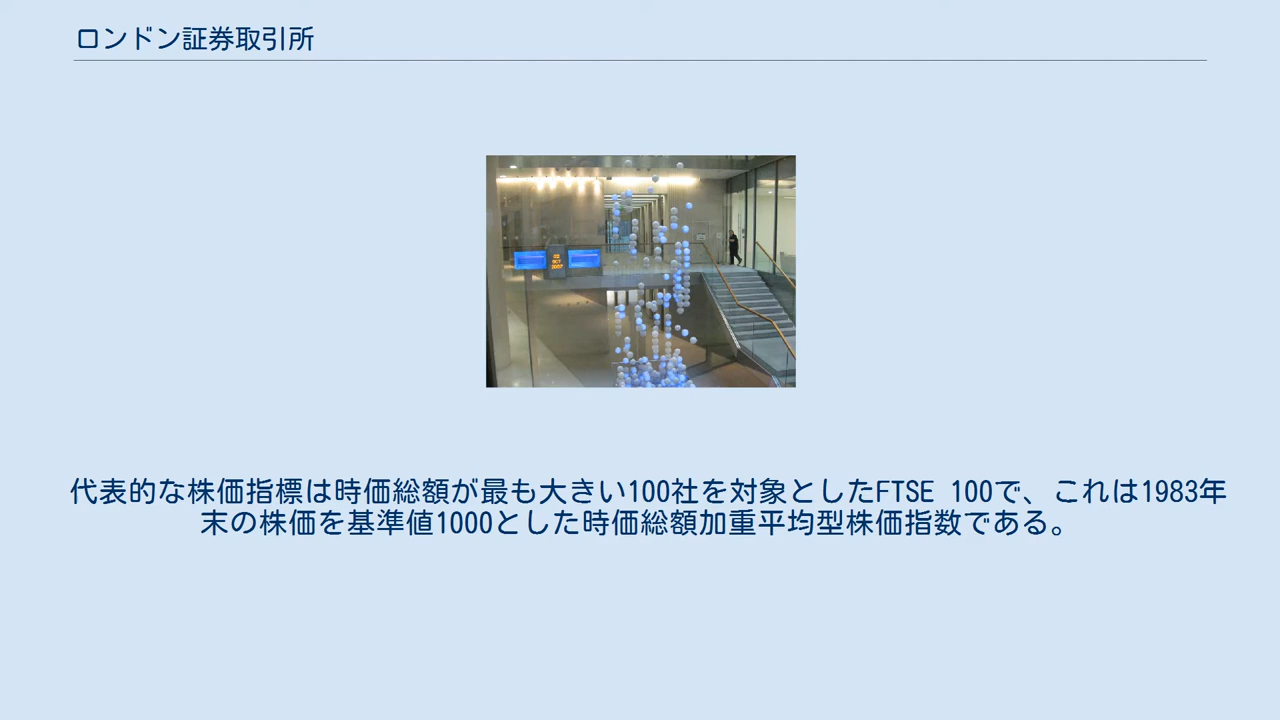 ロンドン証券取引所
代表的な株価指標は時価総額が最も大きい100社を対象としたFTSE 100で、これは1983年
末の株価を基準値1000とした時価総額加重平均型株価指数である。